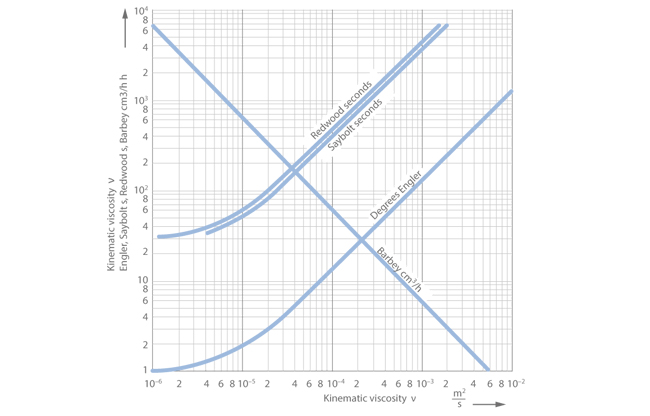 10⁴
8
6
4
2
10³
8
6
4
2
10²
8
6
4
2
10
8
6
4
2
1
Kinematic viscosity ν
Engler, Saybolt s, Redwood s, Barbey cm3/h h
Redwood seconds
Saybolt seconds
Degrees Engler
Barbey cm³/h
10⁻⁶ 2 4 6 8 10⁻⁵ 2 4 6 8 10⁻⁴ 2 4 6 8 10⁻³ 2 4 6 8 10⁻²
Kinematic viscosity ν m²
s